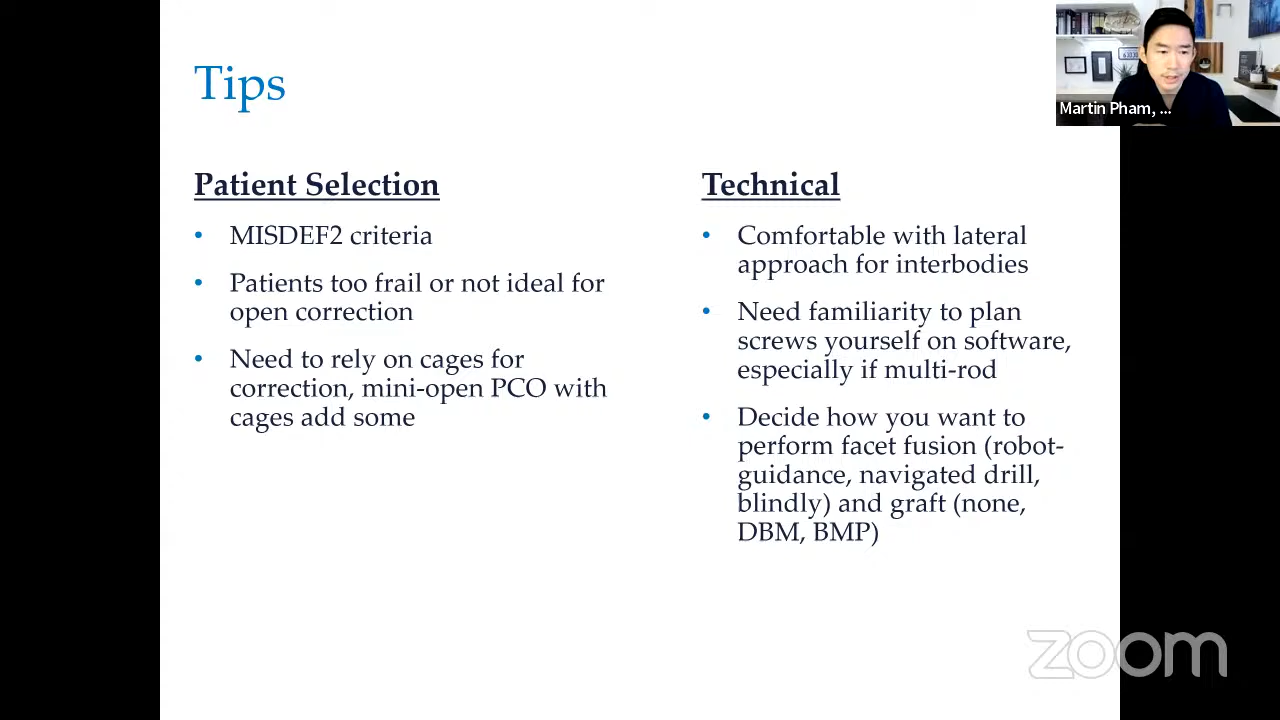 Tips
Martin Pham, ...
Patient Selection
• MISDEF2 criteria
• Patients too frail or not ideal for
open correction
• Need to rely on cages for
correction, mini-open PCO with
cages add some
Technical
• Comfortable with lateral
approach for interbodies
• Need familiarity to plan
screws yourself on software,
especially if multi-rod
• Decide how you want to
perform facet fusion (robot-
guidance, navigated drill,
blindly) and graft (none,
DBM, BMP)
zoom